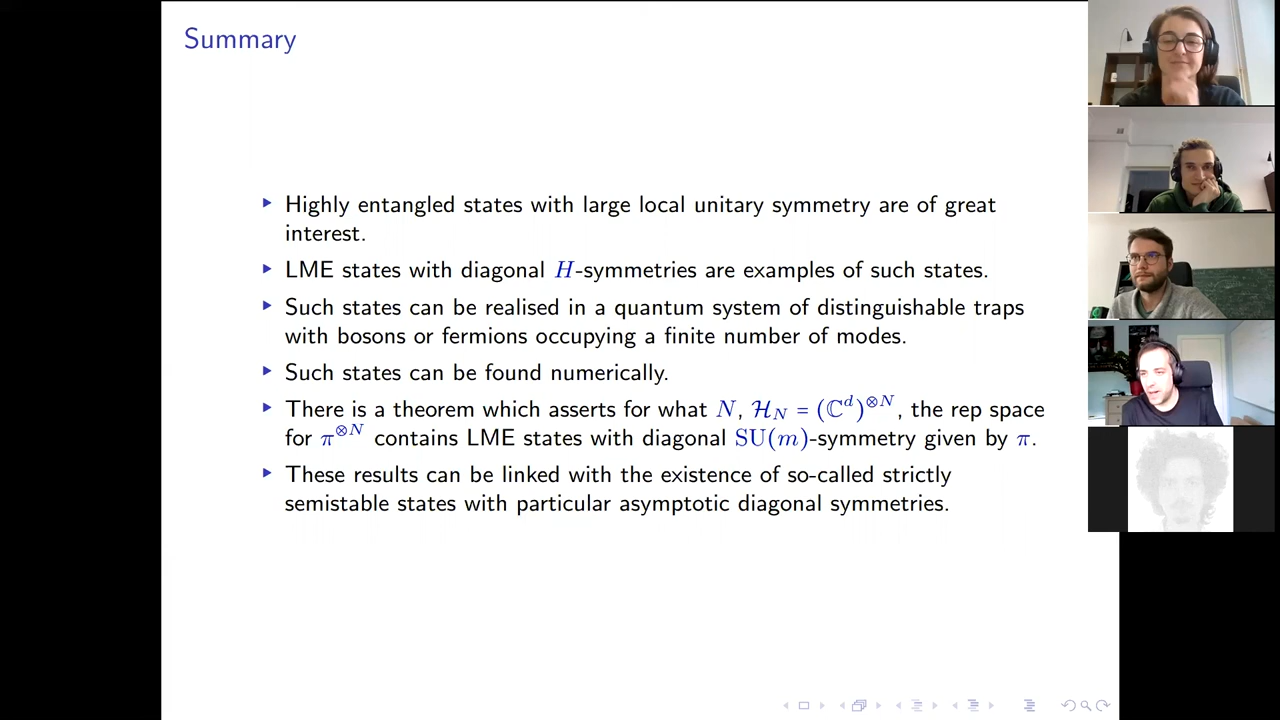 Summary
Highly entangled states with large local unitary symmetry are of great
interest.
LME states with diagonal H-symmetries are examples of such states.
Such states can be realised in a quantum system of distinguishable traps
with bosons or fermions occupying a finite number of modes.
Such states can be found numerically.
There is a theorem which asserts for what N, ℋ_N = (ℂ^d)^{⊗N}, the rep space
for π^{⊗N} contains LME states with diagonal SU(m)-symmetry given by π.
These results can be linked with the existence of so-called strictly
semistable states with particular asymptotic diagonal symmetries.